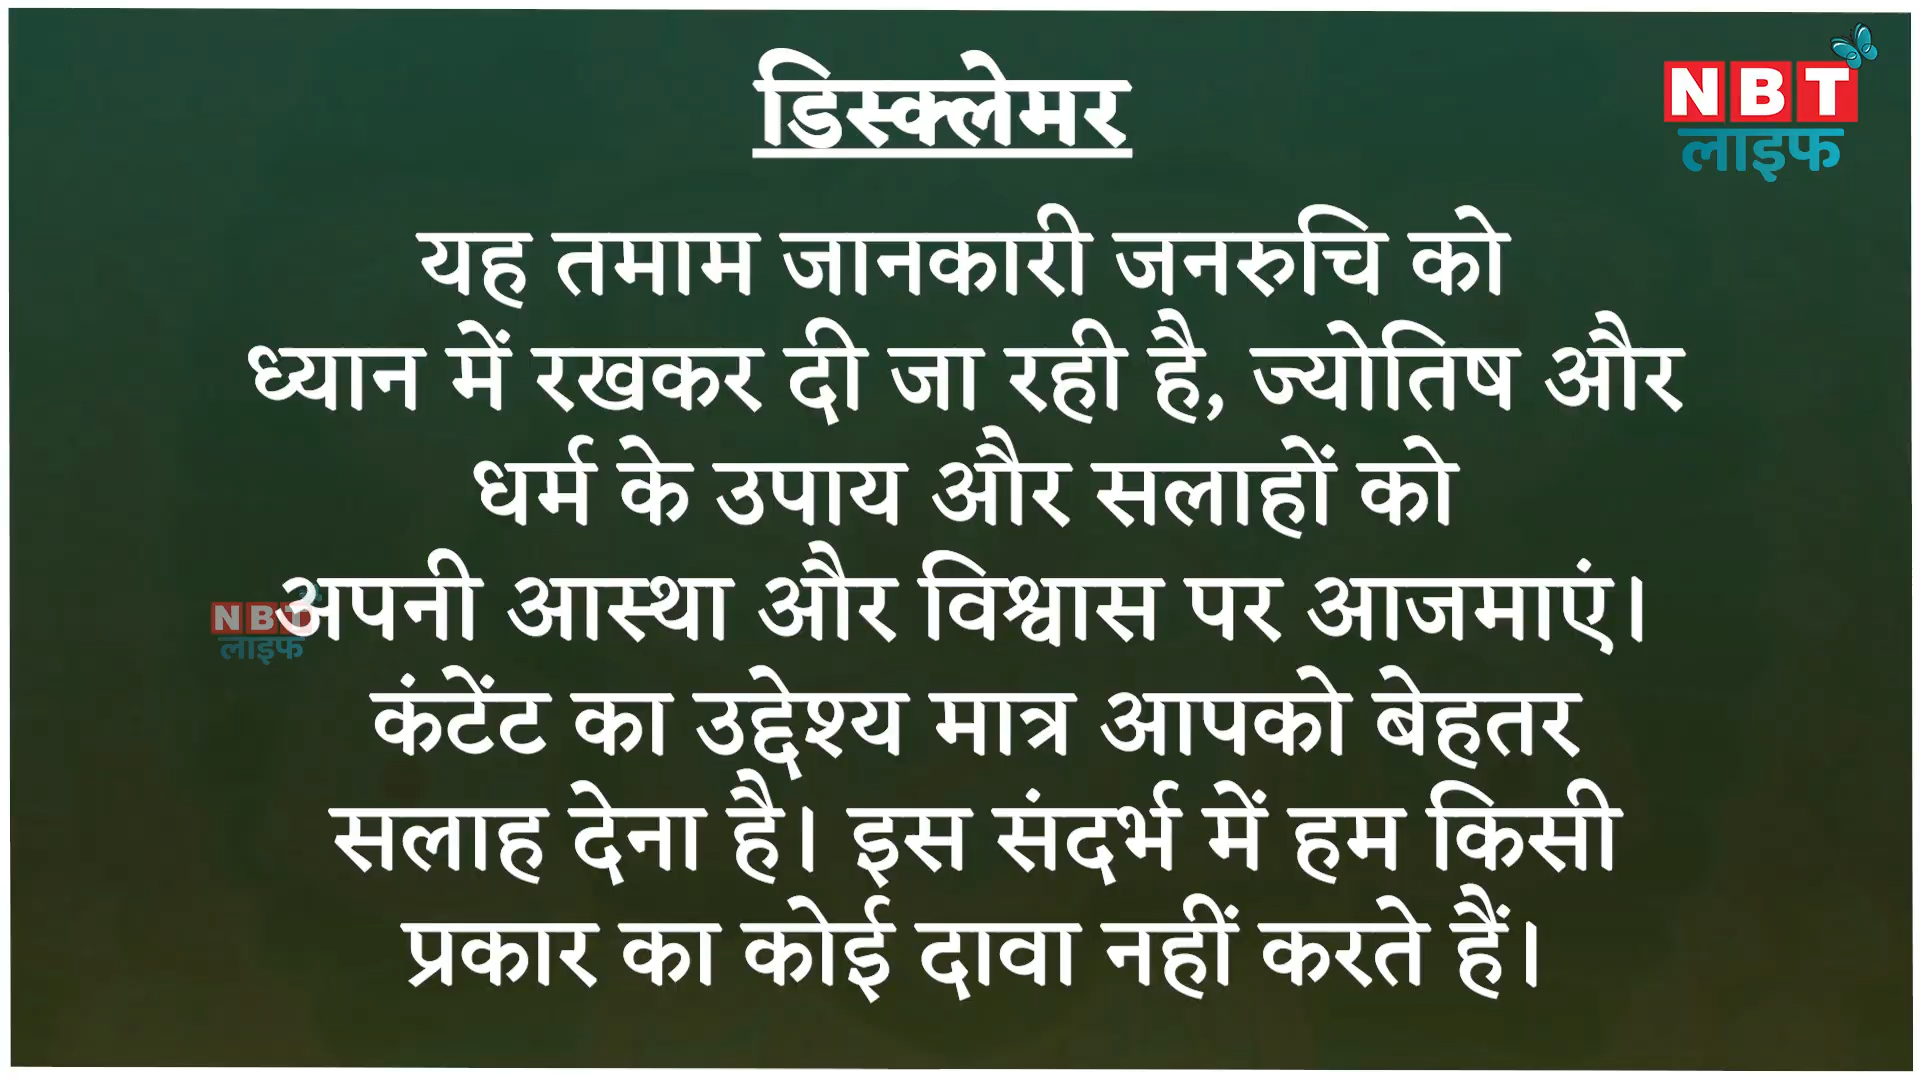 डिस्क्लेमर
NBT
लाइफ
यह तमाम जानकारी जनरुचि को
ध्यान में रखकर दी जा रही है, ज्योतिष और
धर्म के उपाय और सलाहों को
अपनी आस्था और विश्वास पर आजमाएं।
NBT
लाइफ
कंटेंट का उद्देश्य मात्र आपको बेहतर
सलाह देना है। इस संदर्भ में हम किसी
प्रकार का कोई दावा नहीं करते हैं।